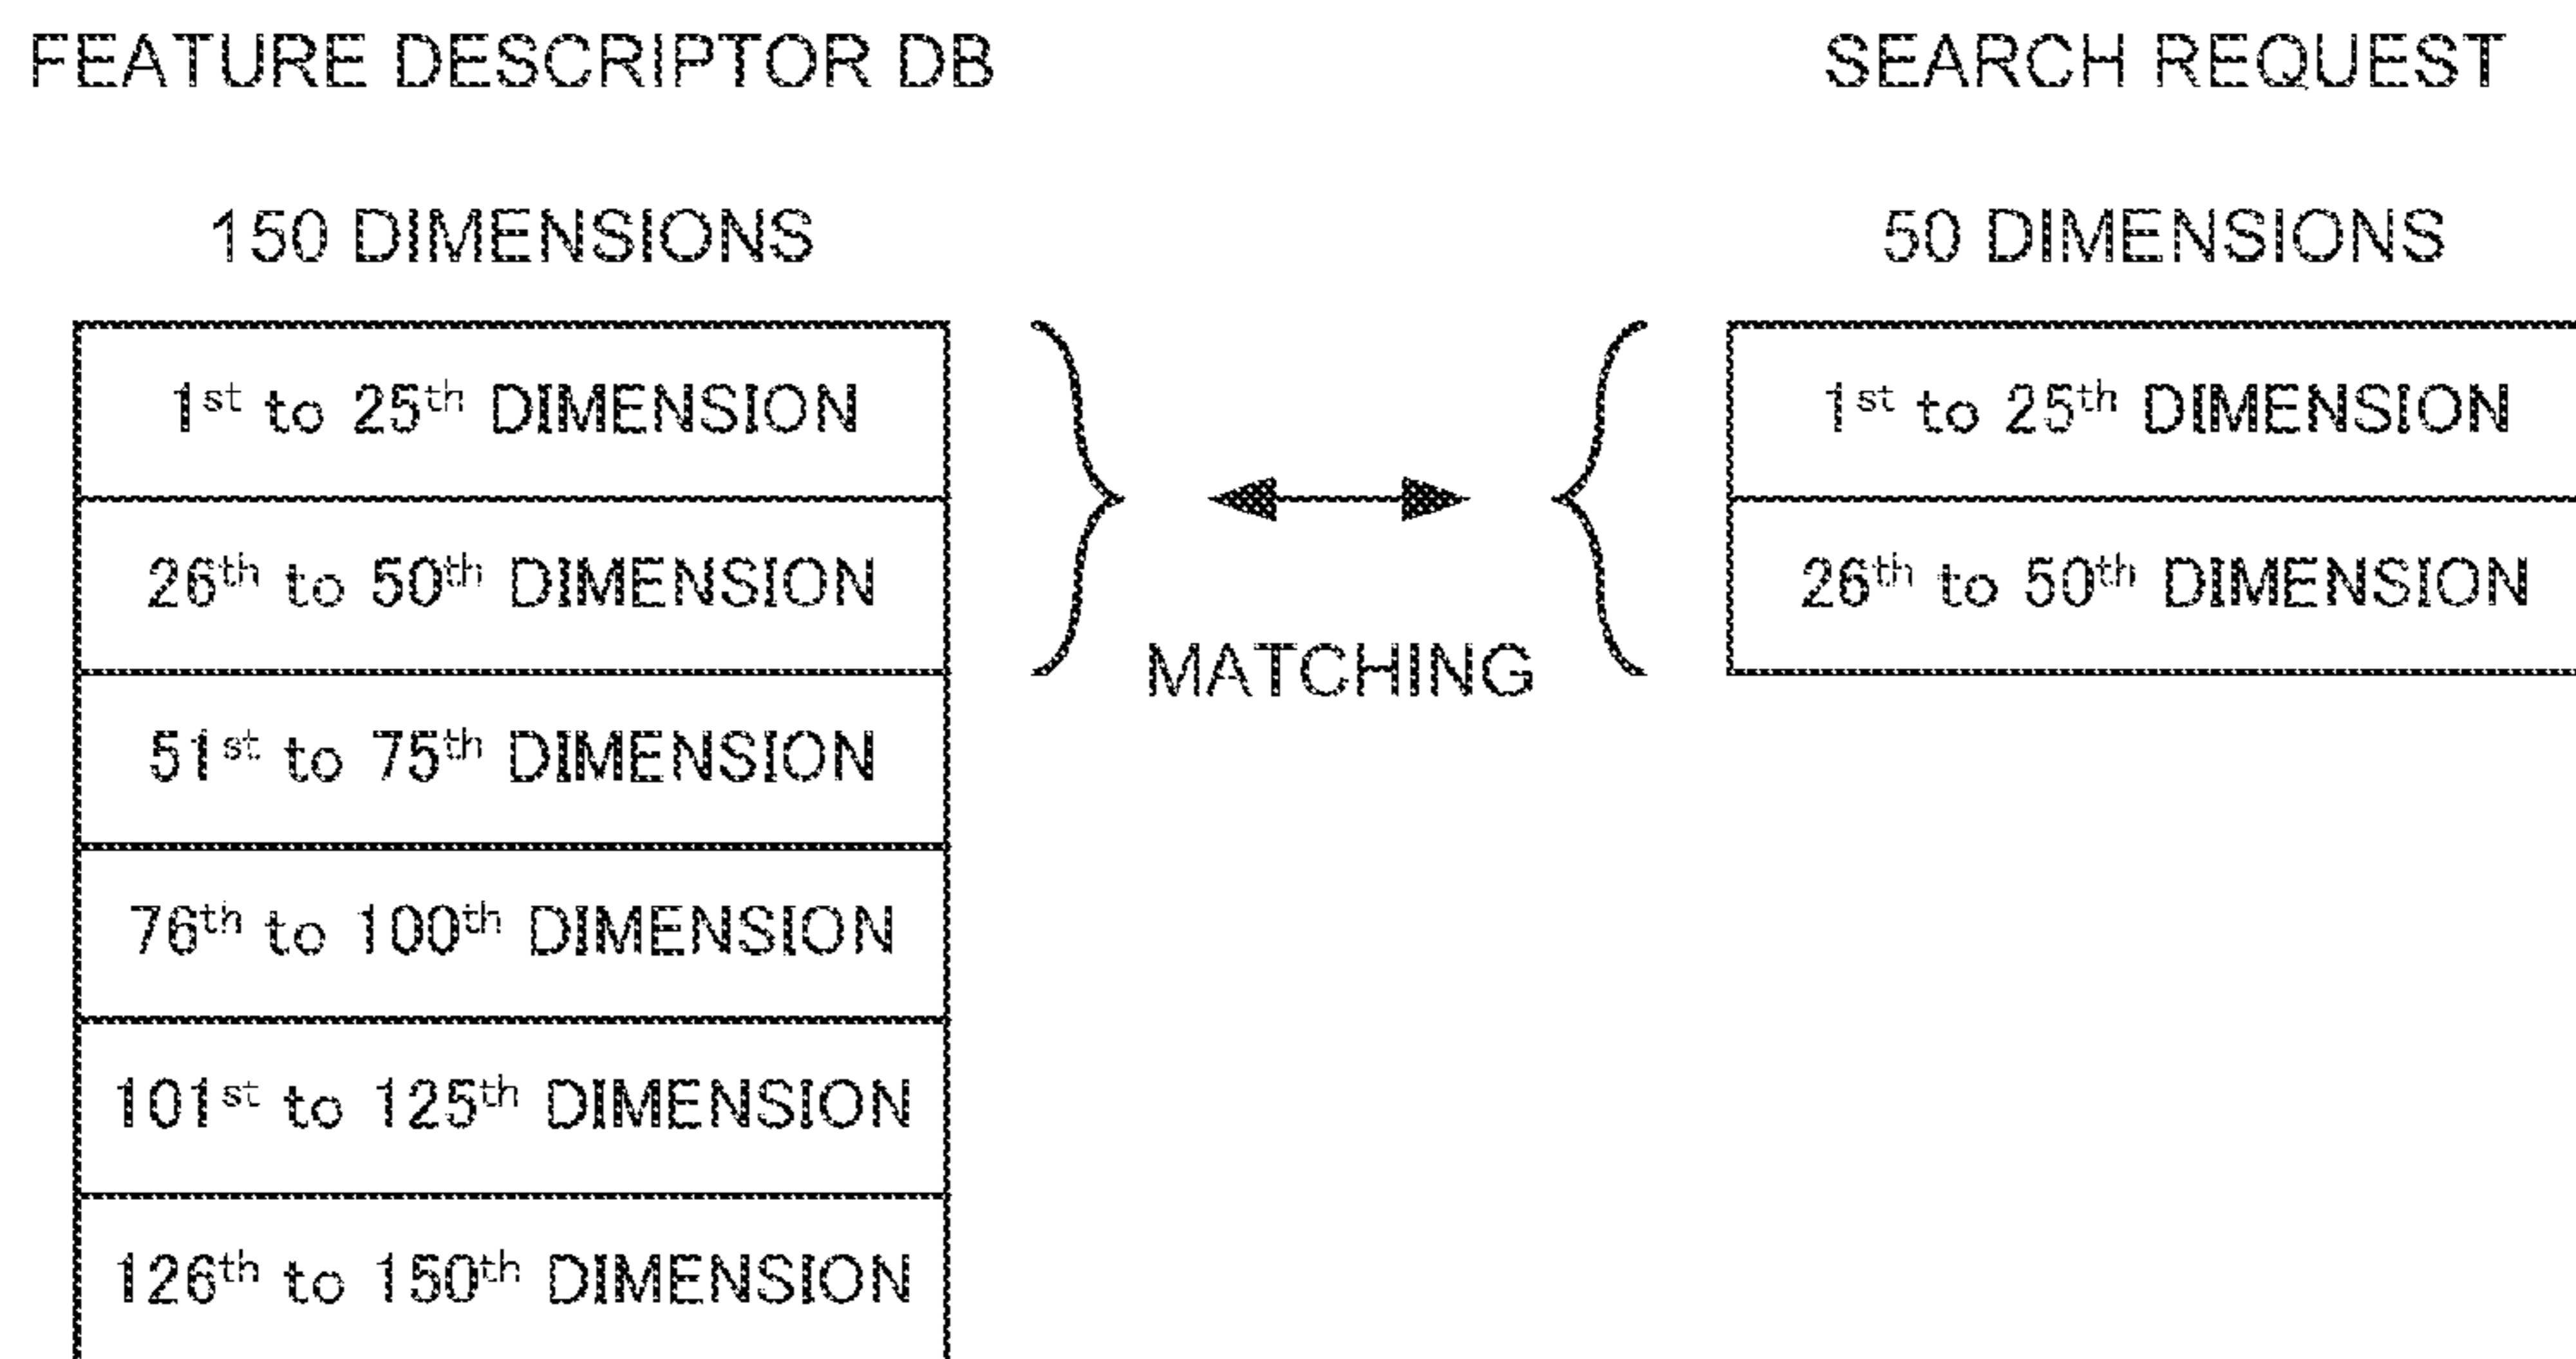 FEATURE DESCRIPTOR DB
150 DIMENSIONS
1st to 25th DIMENSION
26th to 50th DIMENSION
51st to 75th DIMENSION
76th to 100th DIMENSION
101st to 125th DIMENSION
126th to 150th DIMENSION
MATCHING
SEARCH REQUEST
50 DIMENSIONS
1st to 25th DIMENSION
26th to 50th DIMENSION